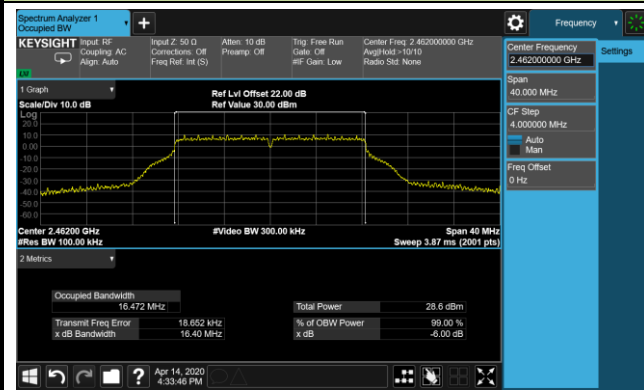 Spectrum Analyzer 1
Occupied BW
Frequency
KEYSIGHT
Input: RF
Coupling: AC
Align: Auto
Input Z: 50 Ω
Corrections: Off
Freq Ref: Int (S)
Atten: 10 dB
Preamp: Off
Trig: Free Run
Gate: Off
#IF Gain: Low
Center Freq: 2.462000000 GHz
Avg|Hold:>10/10
Radio Std: None
Center Frequency
2.462000000 GHz
Settings
Span
40.000 MHz
CF Step
4.000000 MHz
Auto
Man
Freq Offset
0 Hz
1 Graph
Scale/Div 10.0 dB
Ref Lvl Offset 22.00 dB
Ref Value 30.00 dBm
Log
20.0
10.0
0.00
-10.0
-20.0
-30.0
-40.0
-50.0
-60.0
Center 2.46200 GHz
#Res BW 100.00 kHz
#Video BW 300.00 kHz
Span 40 MHz
Sweep 3.87 ms (2001 pts)
2 Metrics
Occupied Bandwidth
16.472 MHz
Total Power 28.6 dBm
Transmit Freq Error 18.652 kHz
% of OBW Power 99.00 %
x dB Bandwidth 16.40 MHz
x dB -6.00 dB
?
Apr 14, 2020
4:33:46 PM